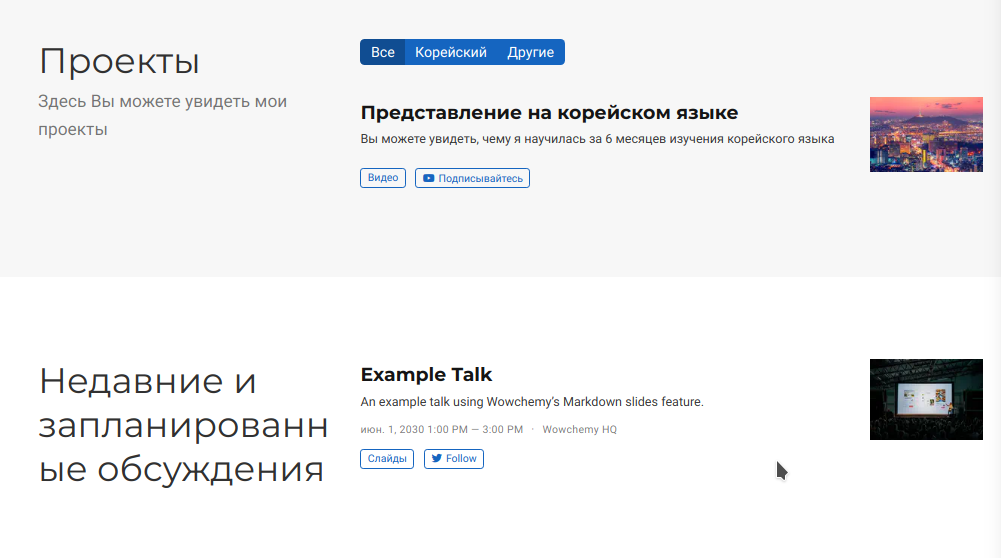 Проекты
Здесь Вы можете увидеть мои
проекты
Все Корейский Другие
Представление на корейском языке
Вы можете увидеть, чему я научилась за 6 месяцев изучения корейского языка
Видео Подписывайтесь
Недавние и
запланированн
ые обсуждения
Example Talk
An example talk using Wowchemy's Markdown slides feature.
июн. 1, 2030 1:00 PM — 3:00 PM · Wowchemy HQ
Слайды Follow